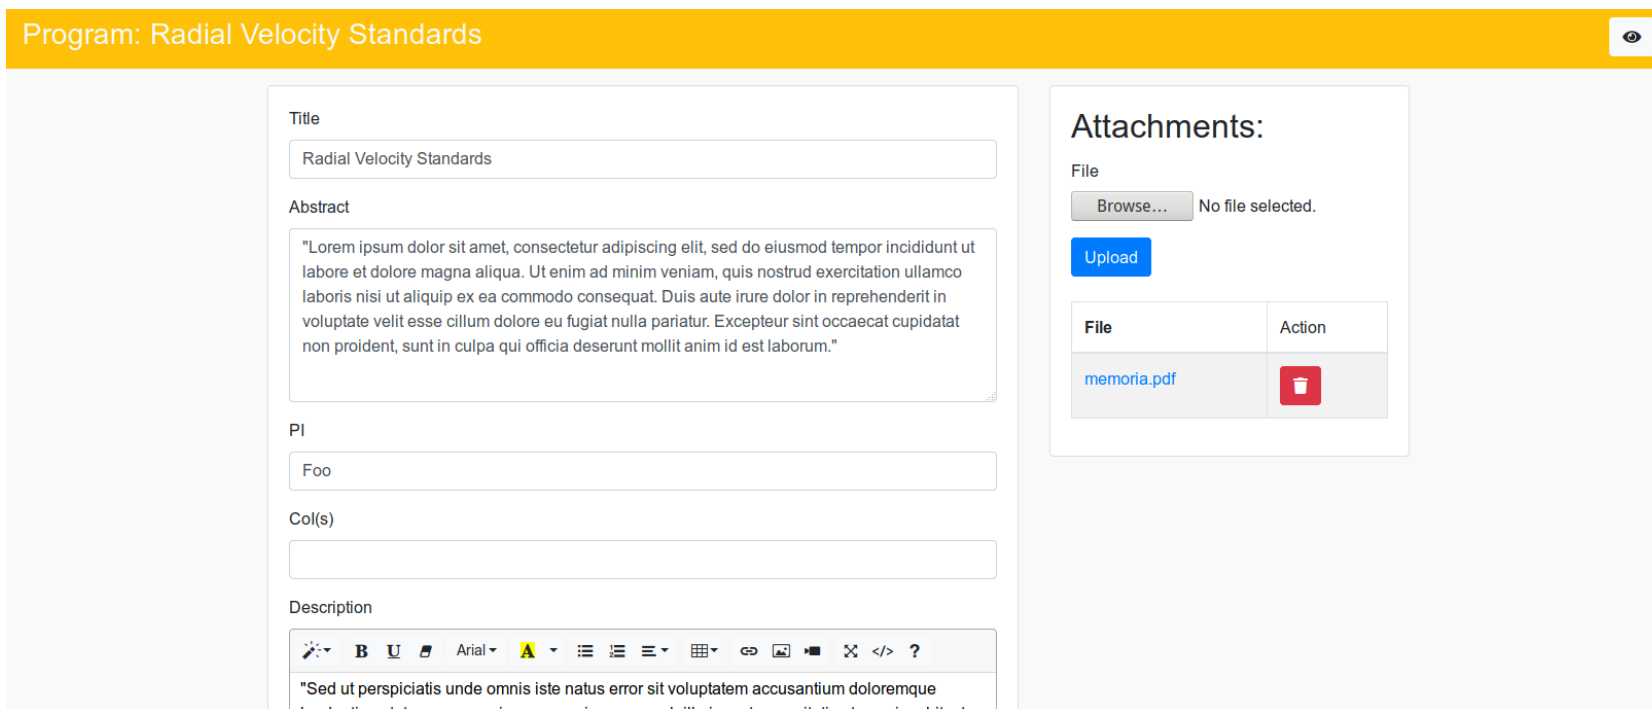 Program: Radial Velocity Standards
Title
Radial Velocity Standards
Abstract
"Lorem ipsum dolor sit amet, consectetur adipiscing elit, sed do eiusmod tempor incididunt ut
labore et dolore magna aliqua. Ut enim ad minim veniam, quis nostrud exercitation ullamco
laboris nisi ut aliquip ex ea commodo consequat. Duis aute irure dolor in reprehenderit in
voluptate velit esse cillum dolore eu fugiat nulla pariatur. Excepteur sint occaecat cupidatat
non proident, sunt in culpa qui officia deserunt mollit anim id est laborum."
PI
Foo
CoI(s)
Description
B U Arial A </> ?
"Sed ut perspiciatis unde omnis iste natus error sit voluptatem accusantium doloremque
Attachments:
File
Browse... No file selected.
Upload
File Action
memoria.pdf